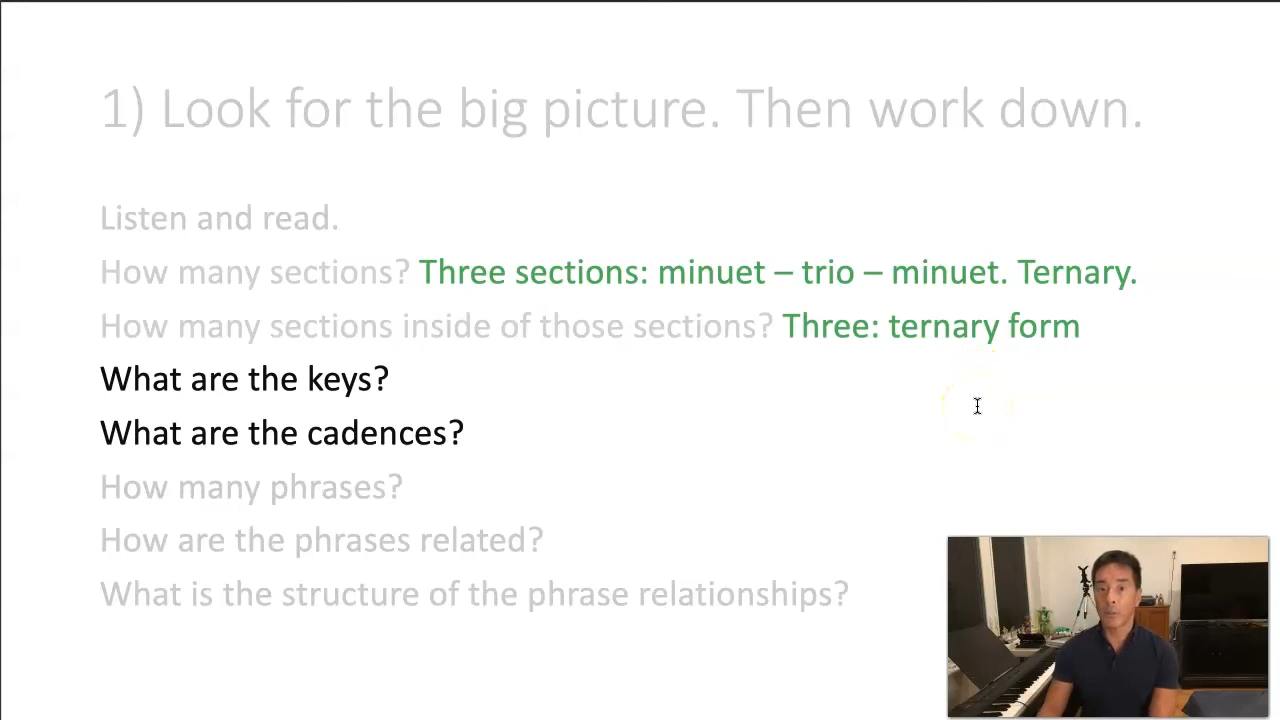 1) Look for the big picture. Then work down.
Listen and read.
How many sections? Three sections: minuet – trio – minuet. Ternary.
How many sections inside of those sections? Three: ternary form
What are the keys?
What are the cadences?
How many phrases?
How are the phrases related?
What is the structure of the phrase relationships?